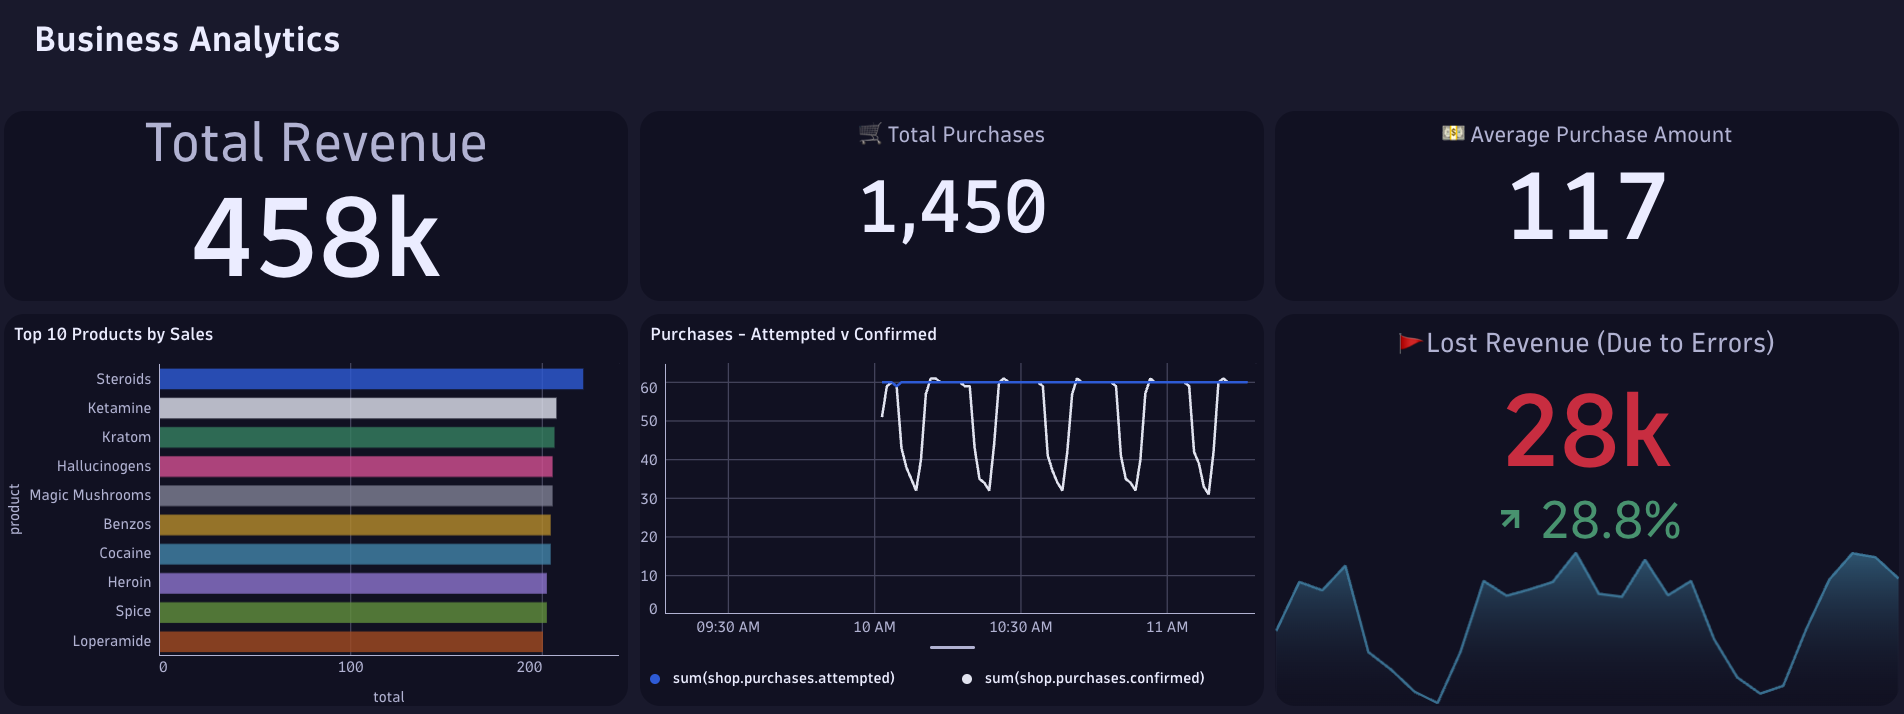 Business Analytics
Total Revenue
458k
Total Purchases
1,450
Average Purchase Amount
117
Top 10 Products by Sales
product
Steroids
Ketamine
Kratom
Hallucinogens
Magic Mushrooms
Benzos
Cocaine
Heroin
Spice
Loperamide
0 100 200
total
Purchases - Attempted v Confirmed
60
50
40
30
20
10
0
09:30 AM 10 AM 10:30 AM 11 AM
sum(shop.purchases.attempted) sum(shop.purchases.confirmed)
Lost Revenue (Due to Errors)
28k
28.8%